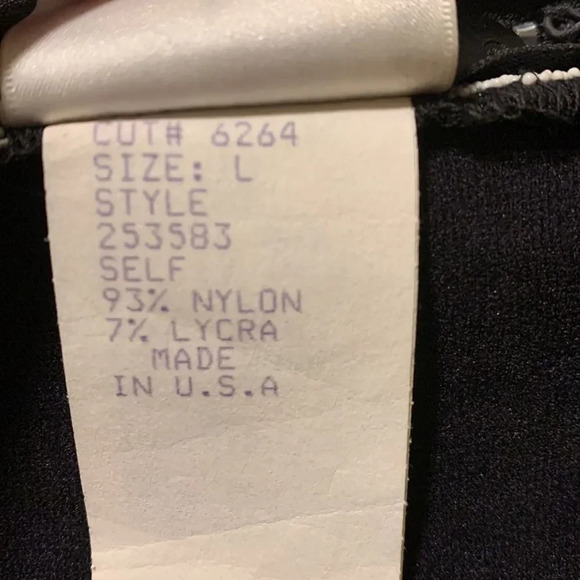 CUT# 6264
SIZE: L
STYLE
253583
SELF
93% NYLON
7% LYCRA
MADE
IN U.S.A